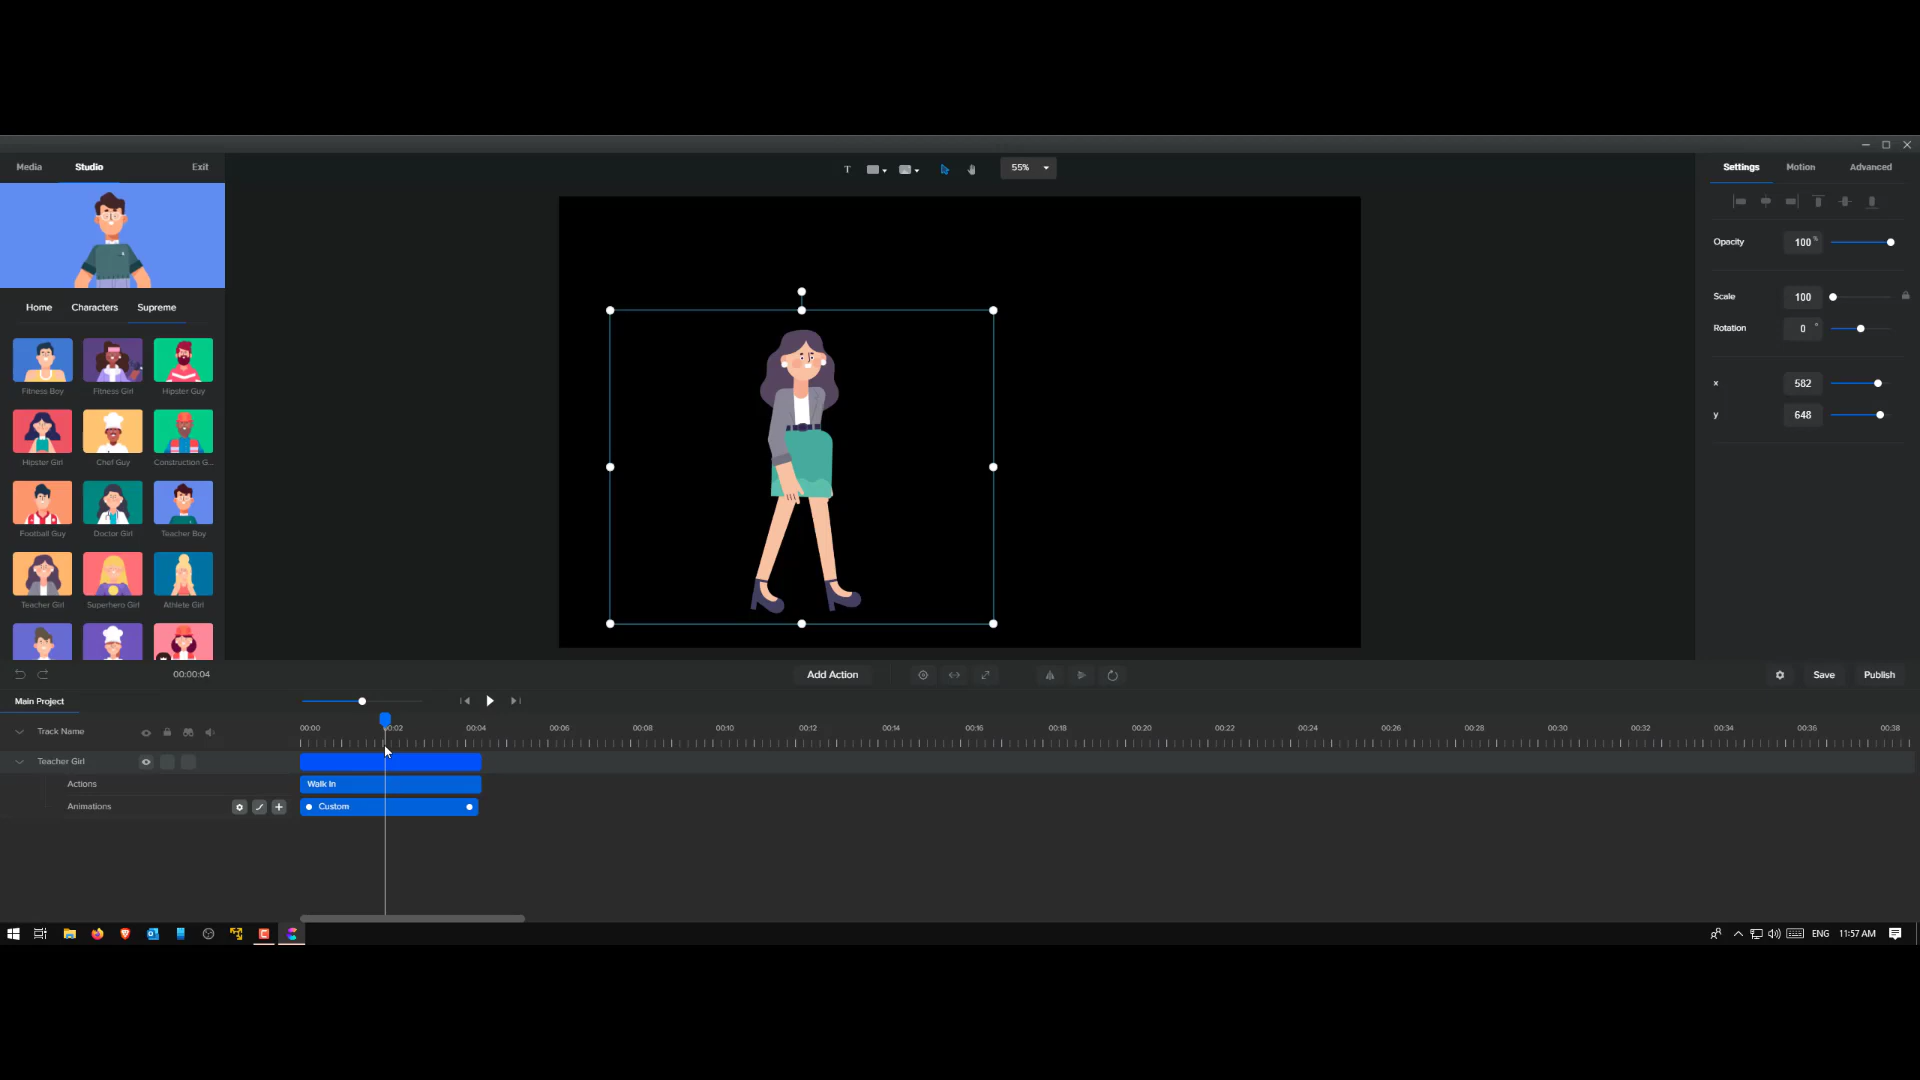 Media Studio Exit
T 55%
Settings Motion Advanced
Opacity 100 %
Scale 100
Rotation 0 °
x 582
y 648
Home Characters Supreme
Fitness Boy Fitness Girl Hipster Guy
Hipster Girl Chef Guy Construction G...
Football Guy Doctor Girl Teacher Boy
Teacher Girl Superhero Girl Athlete Girl
00:00:04 Add Action Save Publish
Main Project
Track Name 00:00 00:02 00:04 00:06 00:08 00:10 00:12 00:14 00:16 00:18 00:20 00:22 00:24 00:26 00:28 00:30 00:32 00:34 00:36 00:38
Teacher Girl
Actions Walk In
Animations Custom
ENG 11:57 AM